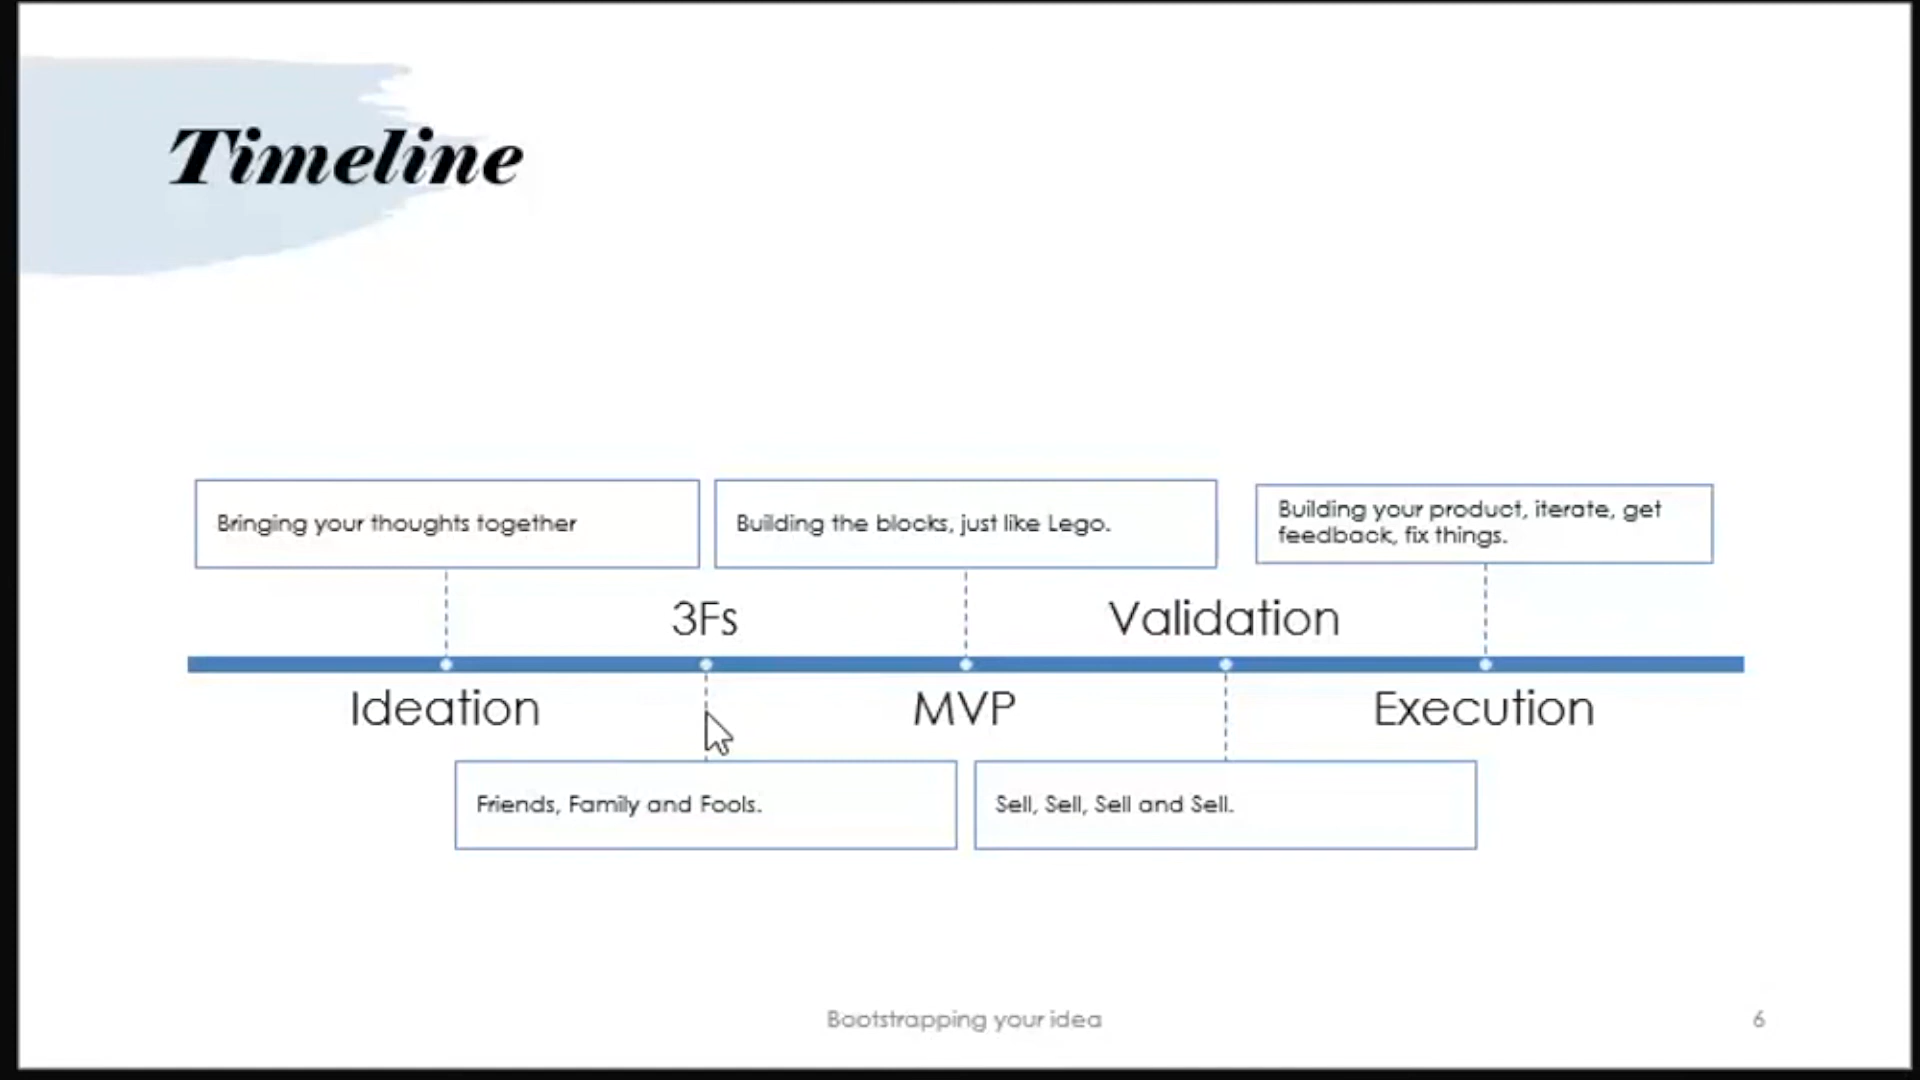 Timeline
Bringing your thoughts together
Building the blocks, just like Lego.
Building your product, iterate, get
feedback, fix things.
3Fs
Validation
Ideation
MVP
Execution
Friends, Family and Fools.
Sell, Sell, Sell and Sell.
Bootstrapping your idea
6